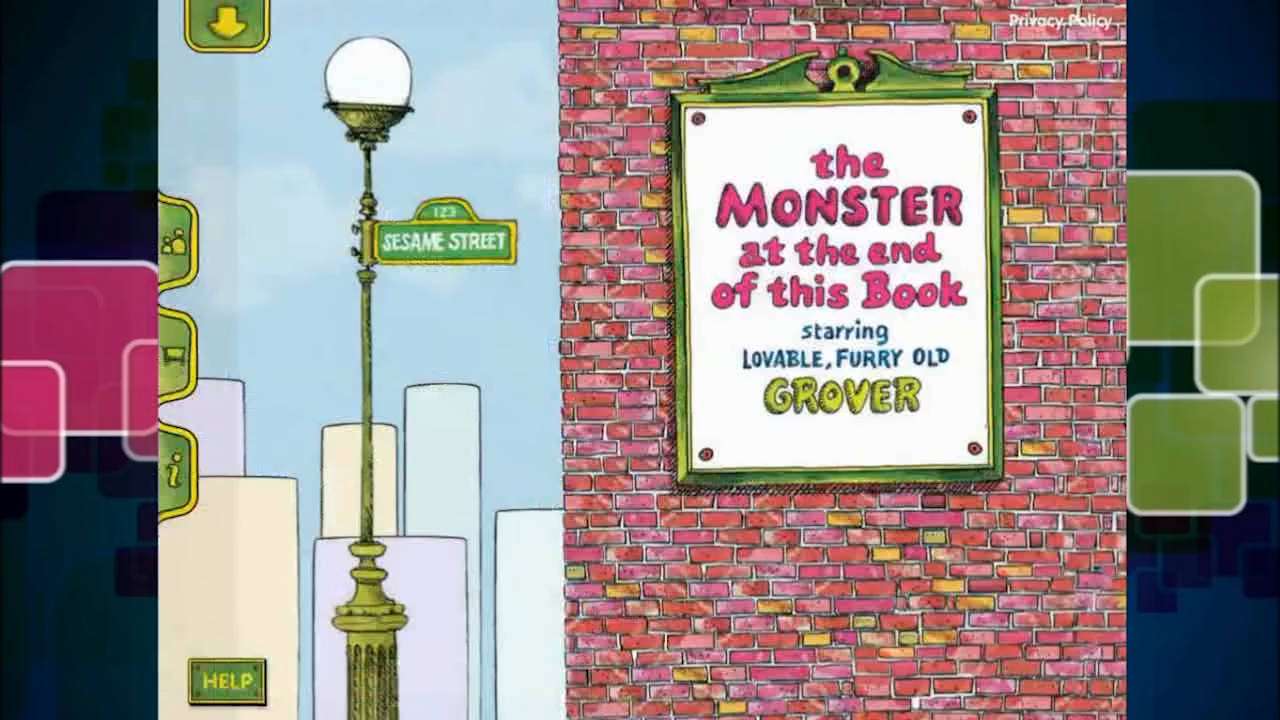 Privacy Policy
123
SESAME STREET
the
MONSTER
at the end
of this Book
starring
LOVABLE, FURRY OLD
GROVER
i
HELP